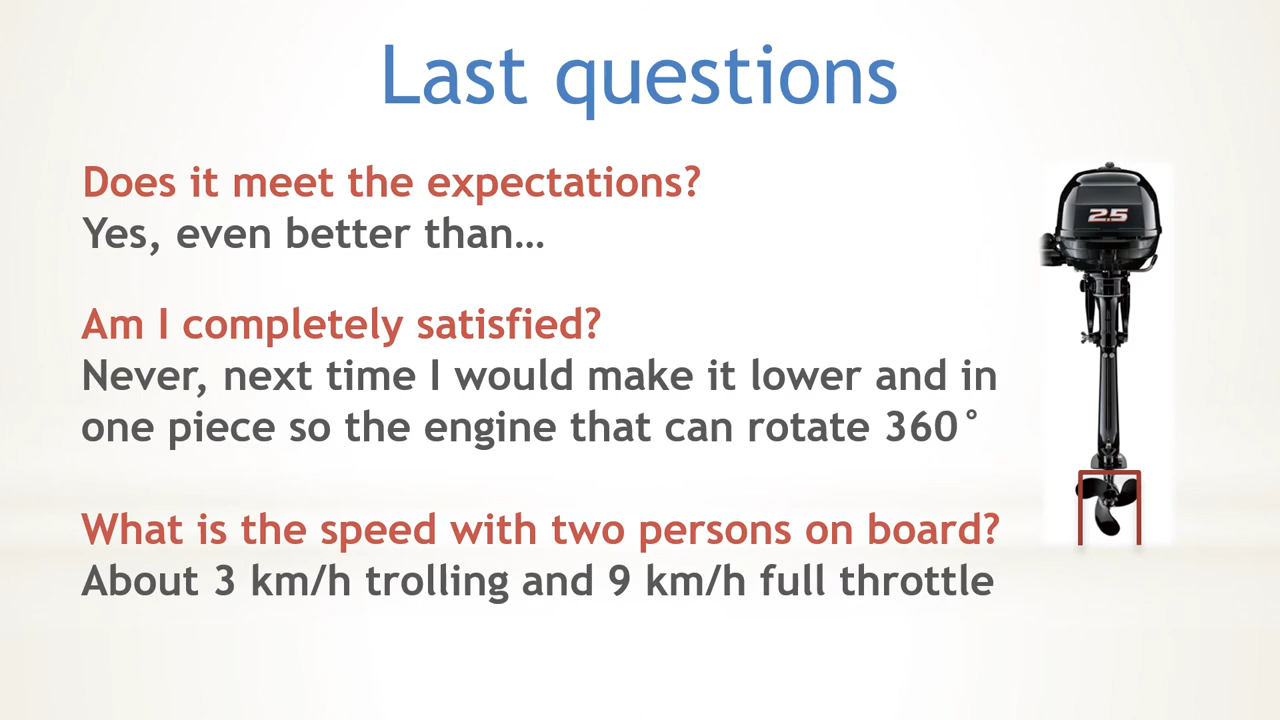 Last questions
Does it meet the expectations?
Yes, even better than…
2.5
Am I completely satisfied?
Never, next time I would make it lower and in
one piece so the engine that can rotate 360°
What is the speed with two persons on board?
About 3 km/h trolling and 9 km/h full throttle